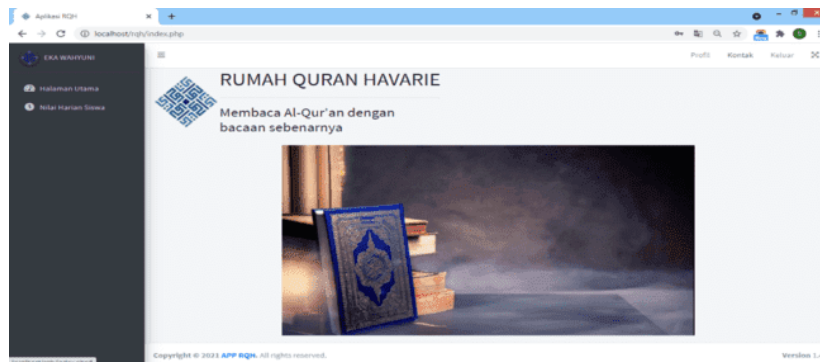 Aplikasi RQH
localhost/rqh/index.php
EKA WAHYUNI
Profil Kontak Keluar
Halaman Utama
Nilai Harian Siswa
RUMAH QURAN HAVARIE
Membaca Al-Qur'an dengan
bacaan sebenarnya
Copyright © 2021 APP RQH. All rights reserved.
Version